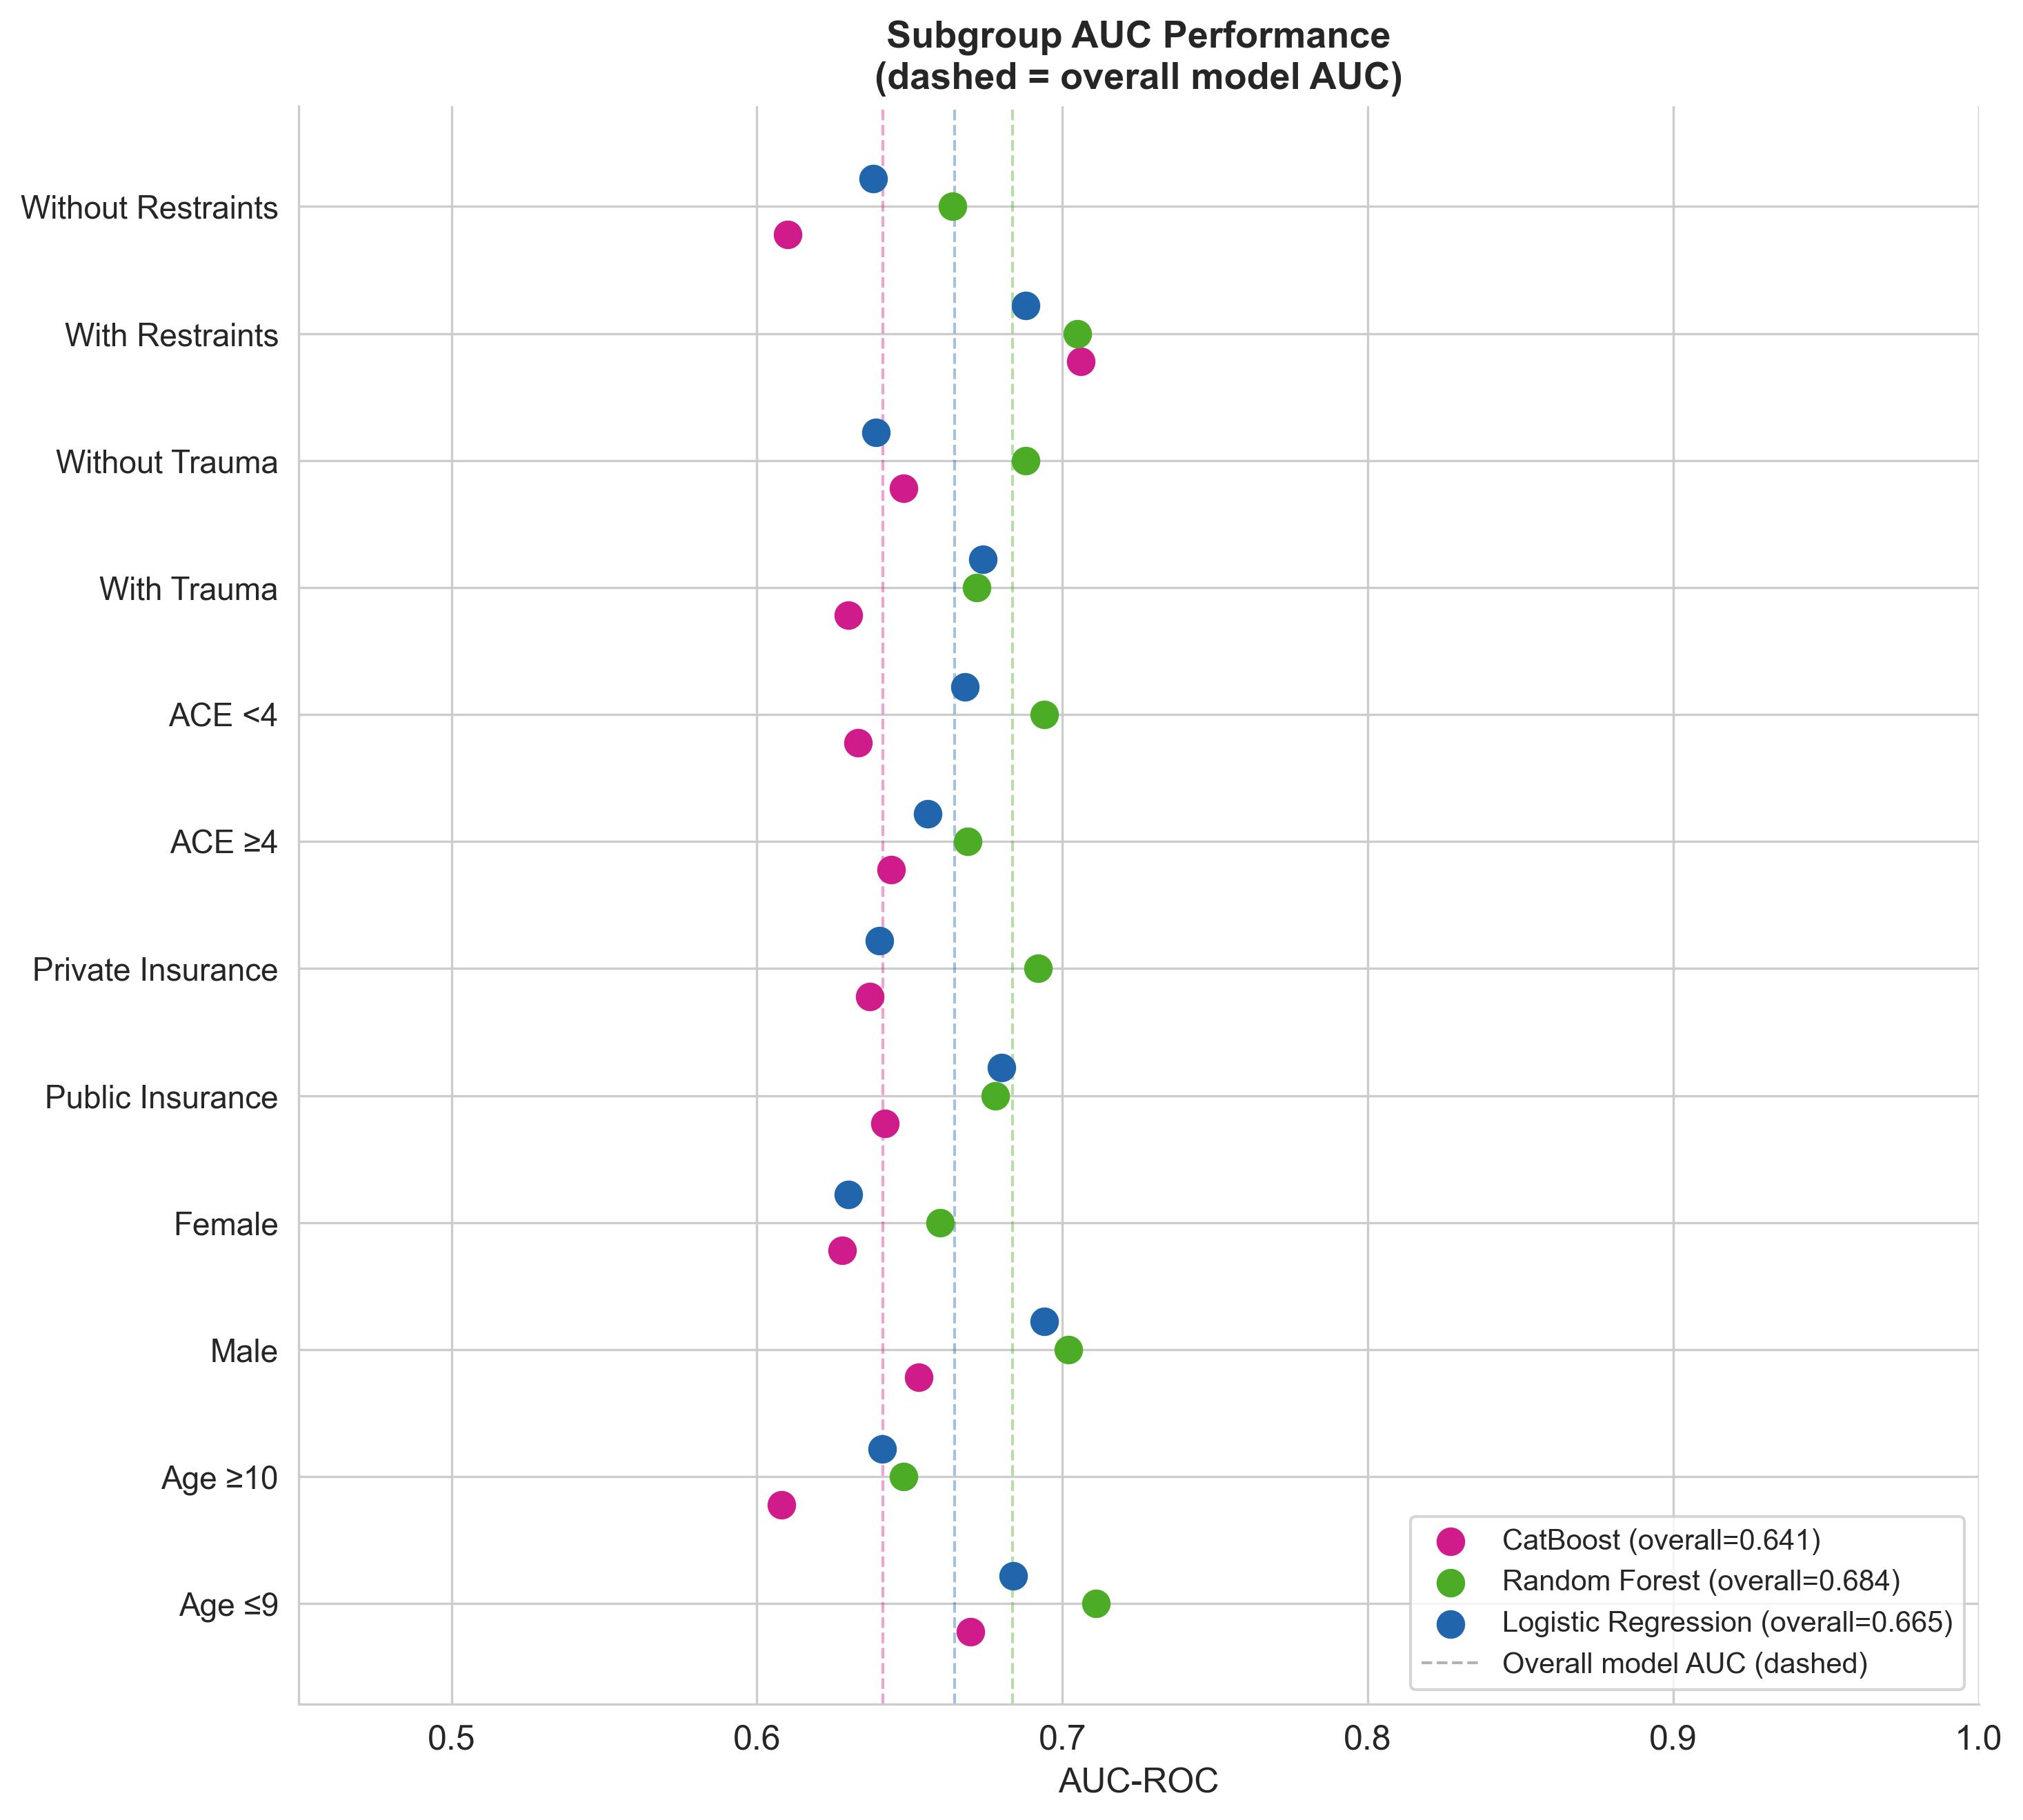 Subgroup AUC Performance
(dashed = overall model AUC)
Without Restraints
With Restraints
Without Trauma
With Trauma
ACE <4
ACE ≥4
Private Insurance
Public Insurance
Female
Male
Age ≥10
Age ≤9
CatBoost (overall=0.641)
Random Forest (overall=0.684)
Logistic Regression (overall=0.665)
Overall model AUC (dashed)
0.5 0.6 0.7 0.8 0.9 1.0
AUC-ROC